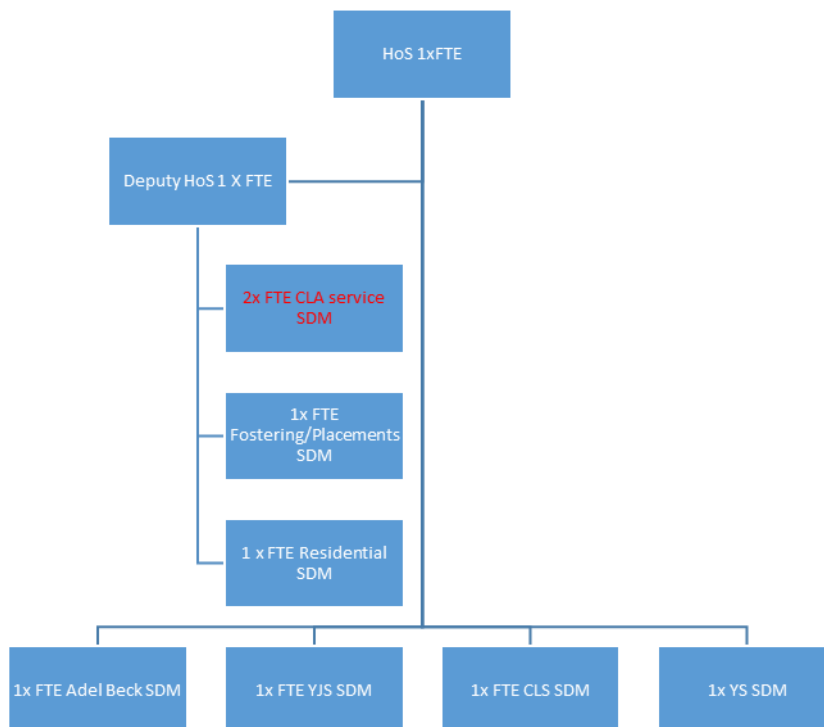 HoS 1xFTE
Deputy HoS 1 X FTE
2x FTE CLA service
SDM
1x FTE
Fostering/Placements
SDM
1 x FTE Residential
SDM
1x FTE Adel Beck SDM
1x FTE YJS SDM
1x FTE CLS SDM
1x YS SDM